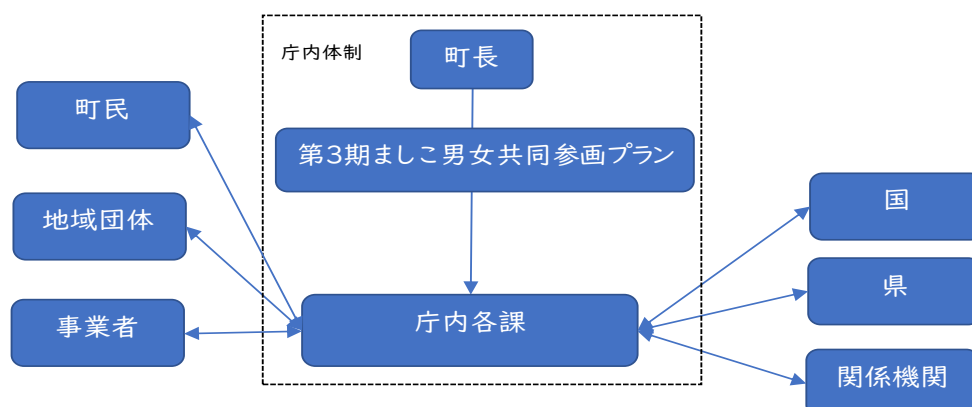 庁内体制
町長
第3期ましこ男女共同参画プラン
庁内各課
町民
地域団体
事業者
国
県
関係機関